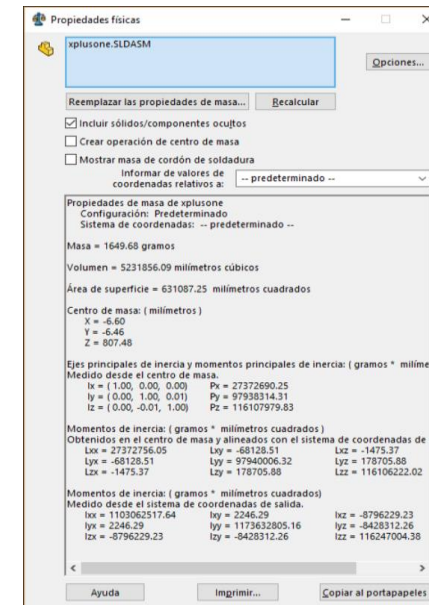 Propiedades físicas
xplusone.SLDASM
Opciones...
Reemplazar las propiedades de masa...
Recalcular
Incluir sólidos/componentes ocultos
Crear operación de centro de masa
Mostrar masa de cordón de soldadura
Informar de valores de
coordenadas relativos a:
-- predeterminado --
Propiedades de masa de xplusone
Configuración: Predeterminado
Sistema de coordenadas: -- predeterminado --
Masa = 1649.68 gramos
Volumen = 5231856.09 milímetros cúbicos
Área de superficie = 631087.25 milímetros cuadrados
Centro de masa: ( milímetros )
X = -6.60
Y = -6.46
Z = 807.48
Ejes principales de inercia y momentos principales de inercia: ( gramos * milíme
Medido desde el centro de masa.
Ix = ( 1.00, 0.00, 0.00) Px = 27372690.25
Iy = ( 0.00, 1.00, 0.01) Py = 97938314.31
Iz = ( 0.00, -0.01, 1.00) Pz = 116107979.83
Momentos de inercia: ( gramos * milímetros cuadrados )
Obtenidos en el centro de masa y alineados con el sistema de coordenadas de
Lxx = 27372756.05 Lxy = -68128.51 Lxz = -1475.37
Lyx = -68128.51 Lyy = 97940006.32 Lyz = 178705.88
Lzx = -1475.37 Lzy = 178705.88 Lzz = 116106222.02
Momentos de inercia: ( gramos * milímetros cuadrados)
Medido desde el sistema de coordenadas de salida.
Ixx = 1103062517.64 Ixy = 2246.29 Ixz = -8796229.23
Iyx = 2246.29 Iyy = 1173632805.16 Iyz = -8428312.26
Izx = -8796229.23 Izy = -8428312.26 Izz = 116247004.38
Ayuda
Imprimir...
Copiar al portapapeles